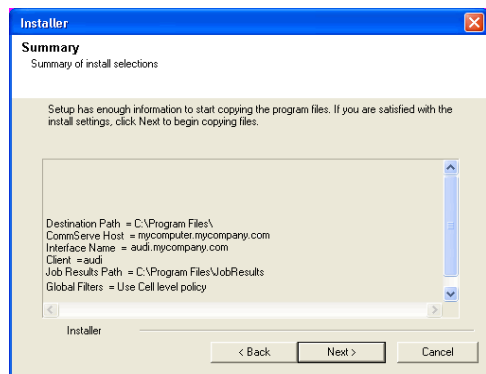 Installer
Summary
Summary of install selections
Setup has enough information to start copying the program files. If you are satisfied with the
install settings, click Next to begin copying files.
Destination Path = C:\Program Files\
CommServe Host = mycomputer.mycompany.com
Interface Name = audi.mycompany.com
Client =audi
Job Results Path = C:\Program Files\JobResults
Global Filters = Use Cell level policy
Installer
< Back
Next >
Cancel